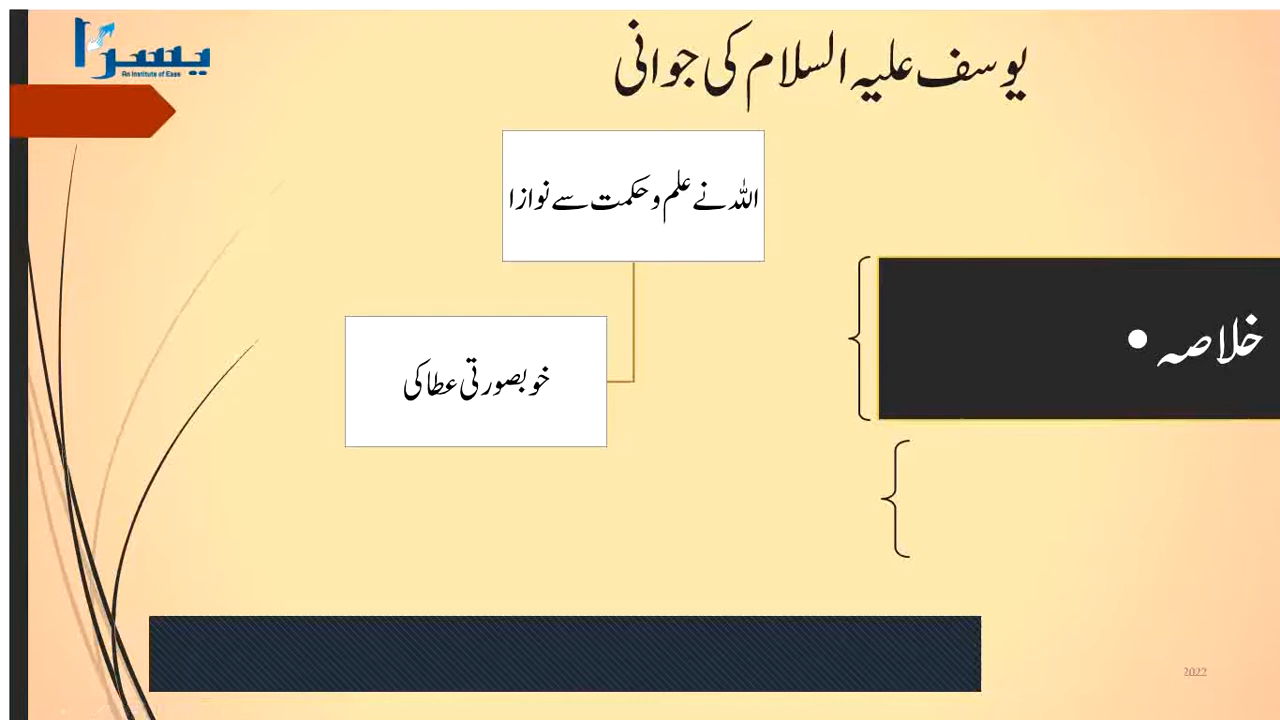 یسرا
An Institute of Ease
یوسف علیہ السلام کی جوانی
اللہ نے علم و حکمت سے نوازا
خوبصورتی عطا کی
خلاصہ •
2022